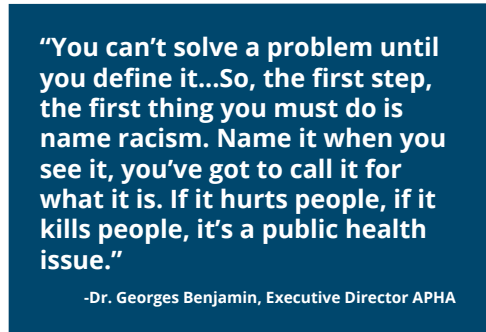 “You can’t solve a problem until
you define it...So, the first step,
the first thing you must do is
name racism. Name it when you
see it, you’ve got to call it for
what it is. If it hurts people, if it
kills people, it’s a public health
issue.”
-Dr. Georges Benjamin, Executive Director APHA